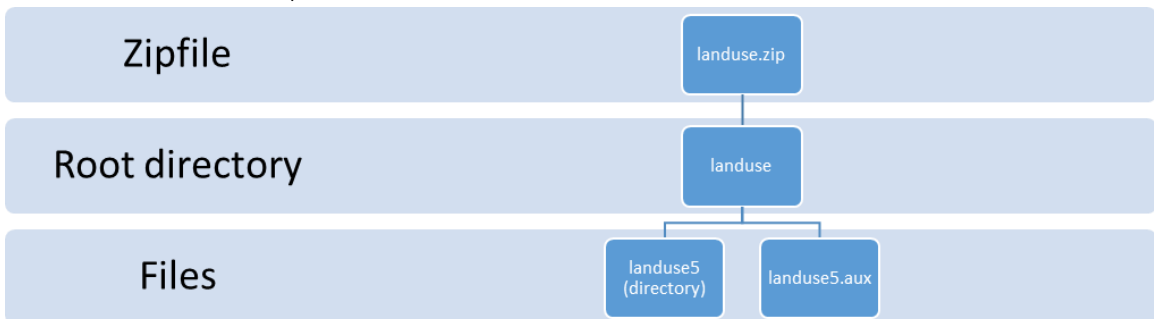 Zipfile
landuse.zip
Root directory
landuse
Files
landuse5
(directory)
landuse5.aux